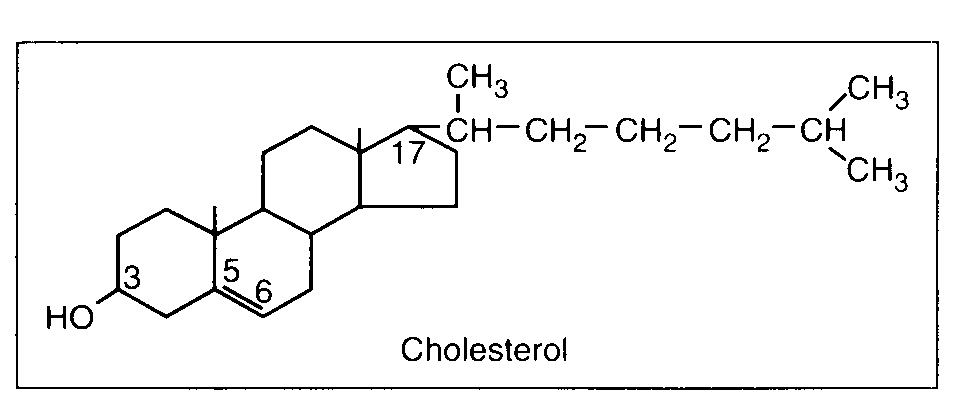 CH₃
CH₃
17
CH—CH₂—CH₂—CH₂—CH
CH₃
3
5
6
HO
Cholesterol